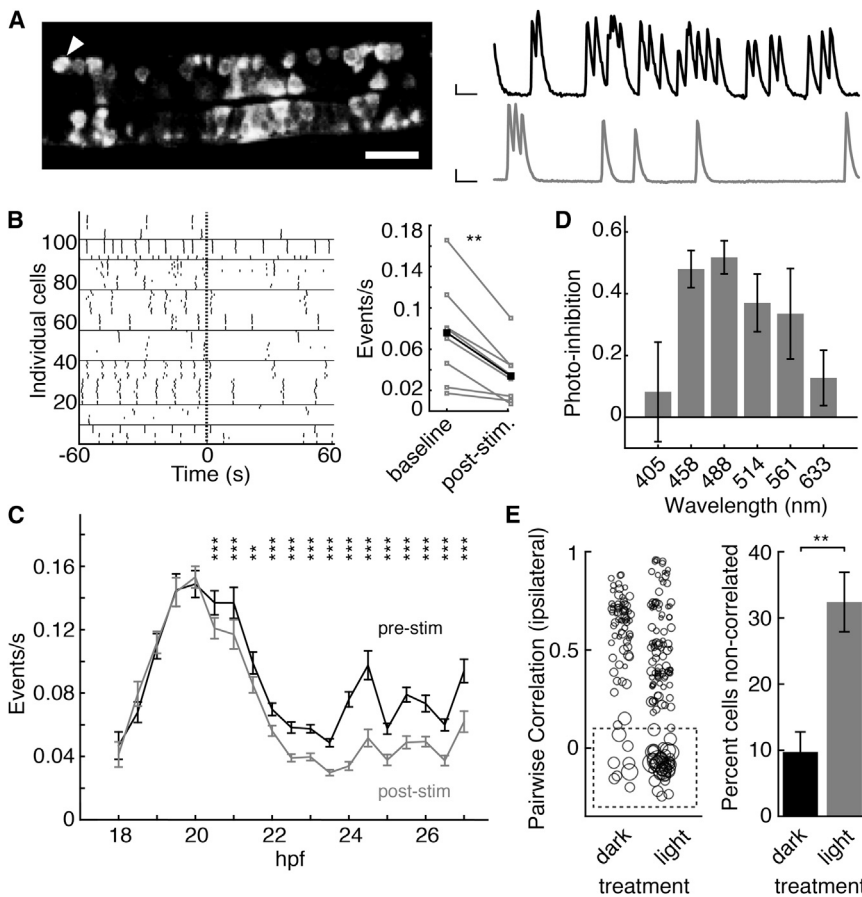 A
B
Individual cells
100
80
60
40
20
-60
0
60
Time (s)
Events/s
0.18
0.14
0.1
0.06
0.02
0
**
baseline
post-stim.
D
Photo-inhibition
0.6
0.4
0.2
0
405
458
488
514
561
633
Wavelength (nm)
C
Events/s
0.16
0.12
0.08
0.04
0
***
***
**
***
***
***
***
***
***
***
***
***
***
***
pre-stim
post-stim
18
20
22
24
26
hpf
E
Pairwise Correlation (ipsilateral)
1
0.5
0
dark
light
treatment
Percent cells non-correlated
40
30
20
10
0
**
dark
light
treatment